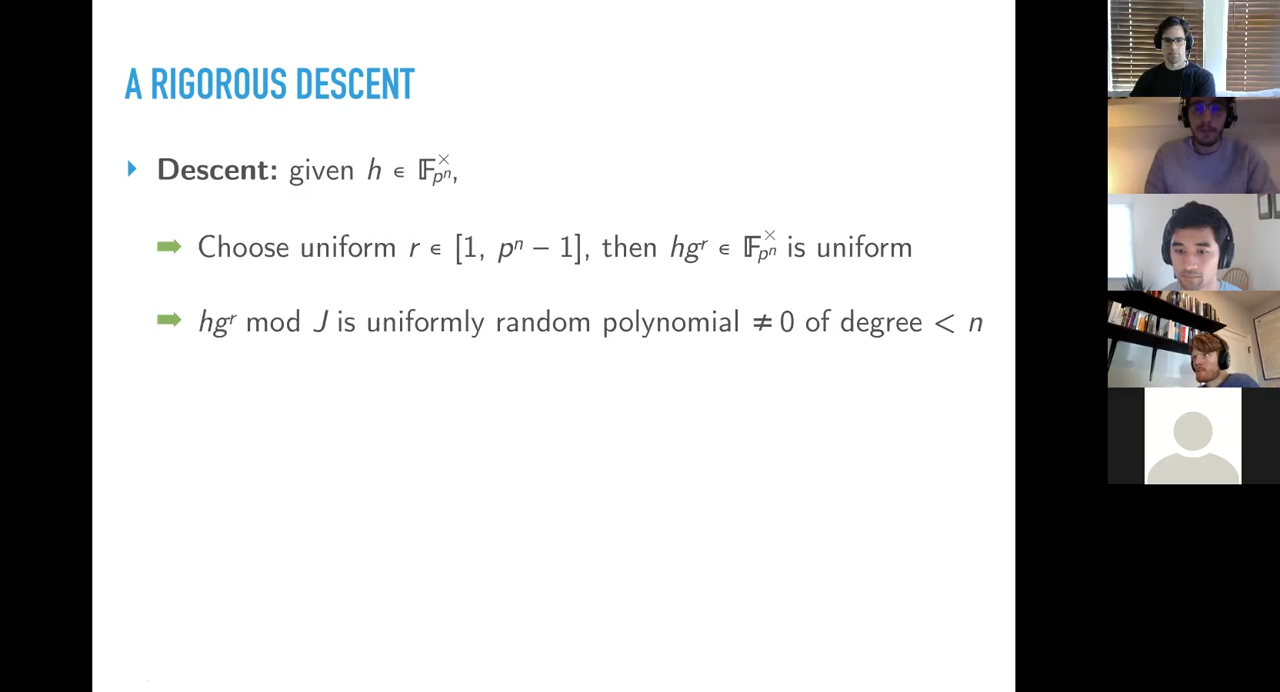 A RIGOROUS DESCENT
Descent: given h ∈ 𝔽ₚₙ×,
Choose uniform r ∈ [1, pⁿ − 1], then hgʳ ∈ 𝔽ₚₙ× is uniform
hgʳ mod J is uniformly random polynomial ≠ 0 of degree < n